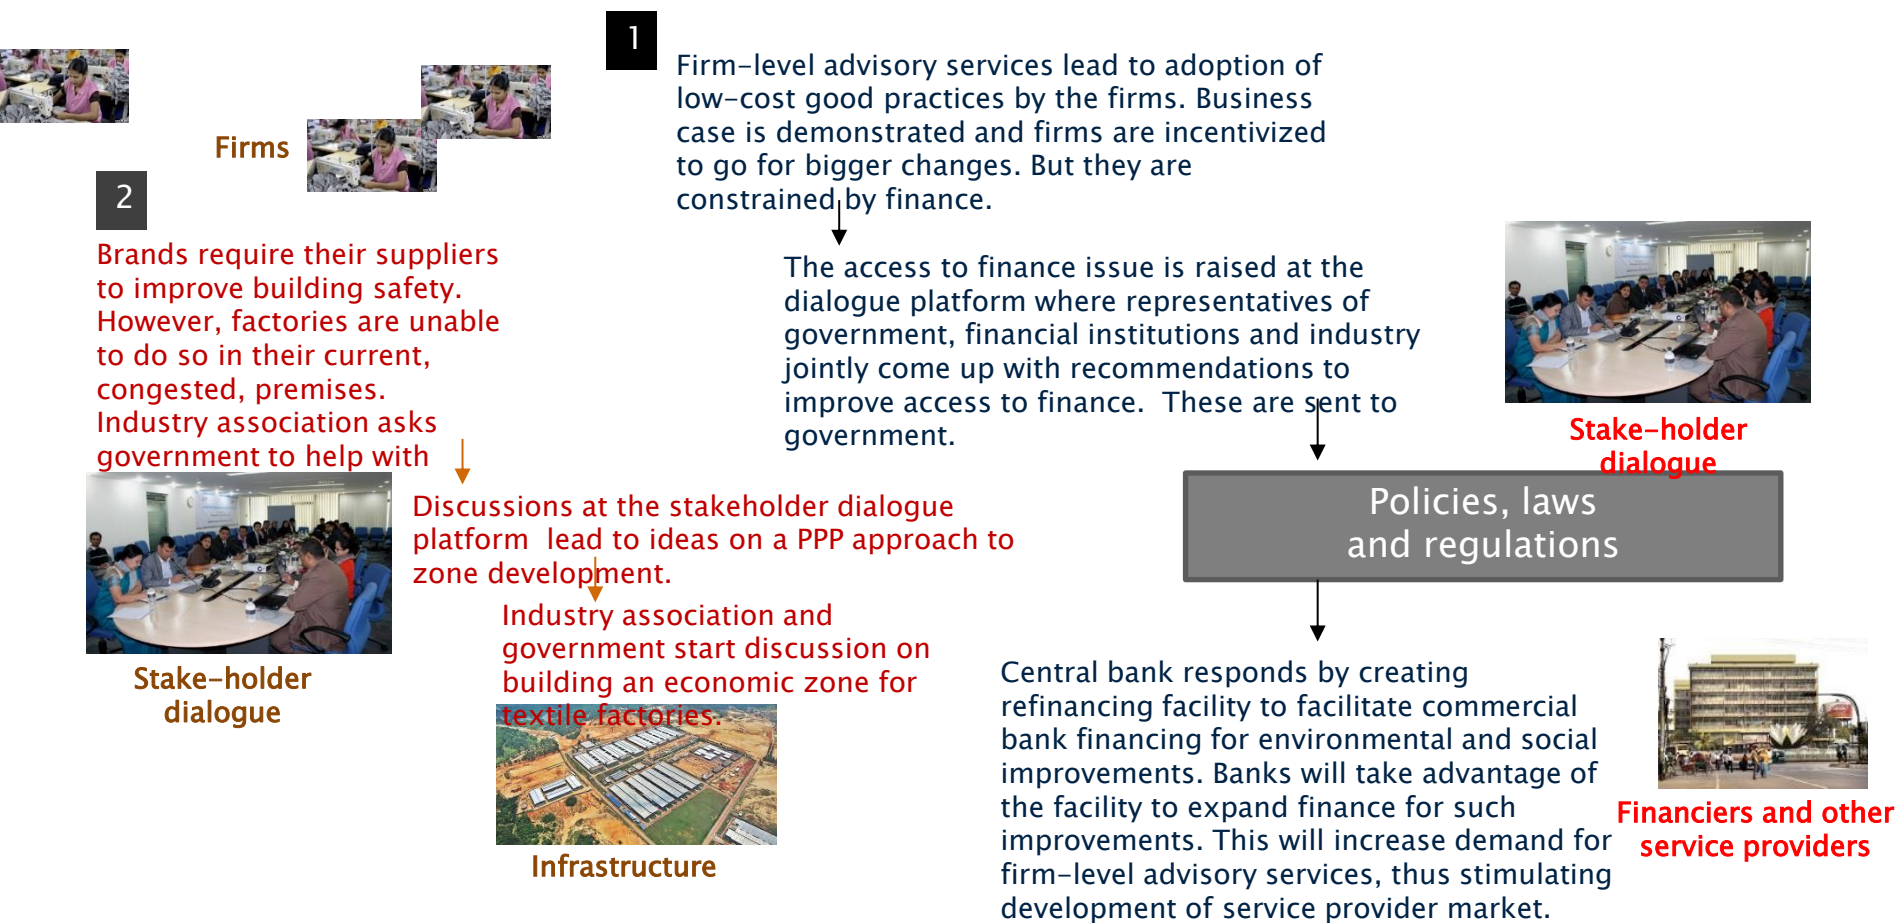 1
Firm-level advisory services lead to adoption of
low-cost good practices by the firms. Business
case is demonstrated and firms are incentivized
to go for bigger changes. But they are
constrained by finance.
The access to finance issue is raised at the
dialogue platform where representatives of
government, financial institutions and industry
jointly come up with recommendations to
improve access to finance.  These are sent to
government.
Stake-holder
dialogue
Policies, laws
and regulations
Central bank responds by creating
refinancing facility to facilitate commercial
bank financing for environmental and social
improvements. Banks will take advantage of
the facility to expand finance for such
improvements. This will increase demand for
firm-level advisory services, thus stimulating
development of service provider market.
Financiers and other
service providers
Firms
2
Brands require their suppliers
to improve building safety.
However, factories are unable
to do so in their current,
congested, premises.
Industry association asks
government to help with
Stake-holder
dialogue
Discussions at the stakeholder dialogue
platform  lead to ideas on a PPP approach to
zone development.
Industry association and
government start discussion on
building an economic zone for
textile factories.
Infrastructure